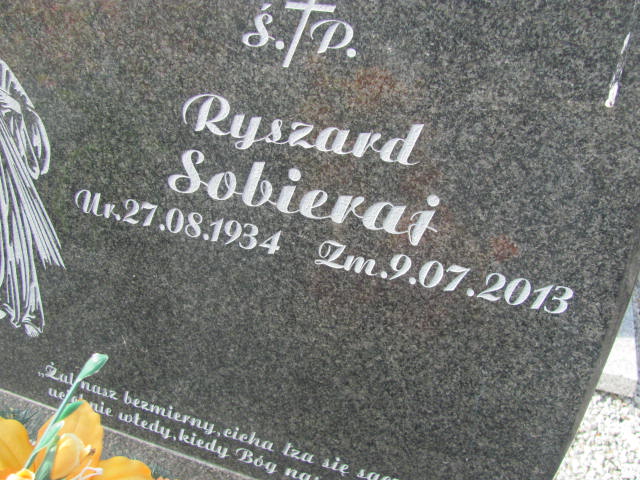 Ś. P.
Ryszard
Sobieraj
Ur. 27.08.1934 Zm. 9.07.2013
„Żal nasz bezmierny, cicha łza się
wtedy, kiedy Bóg